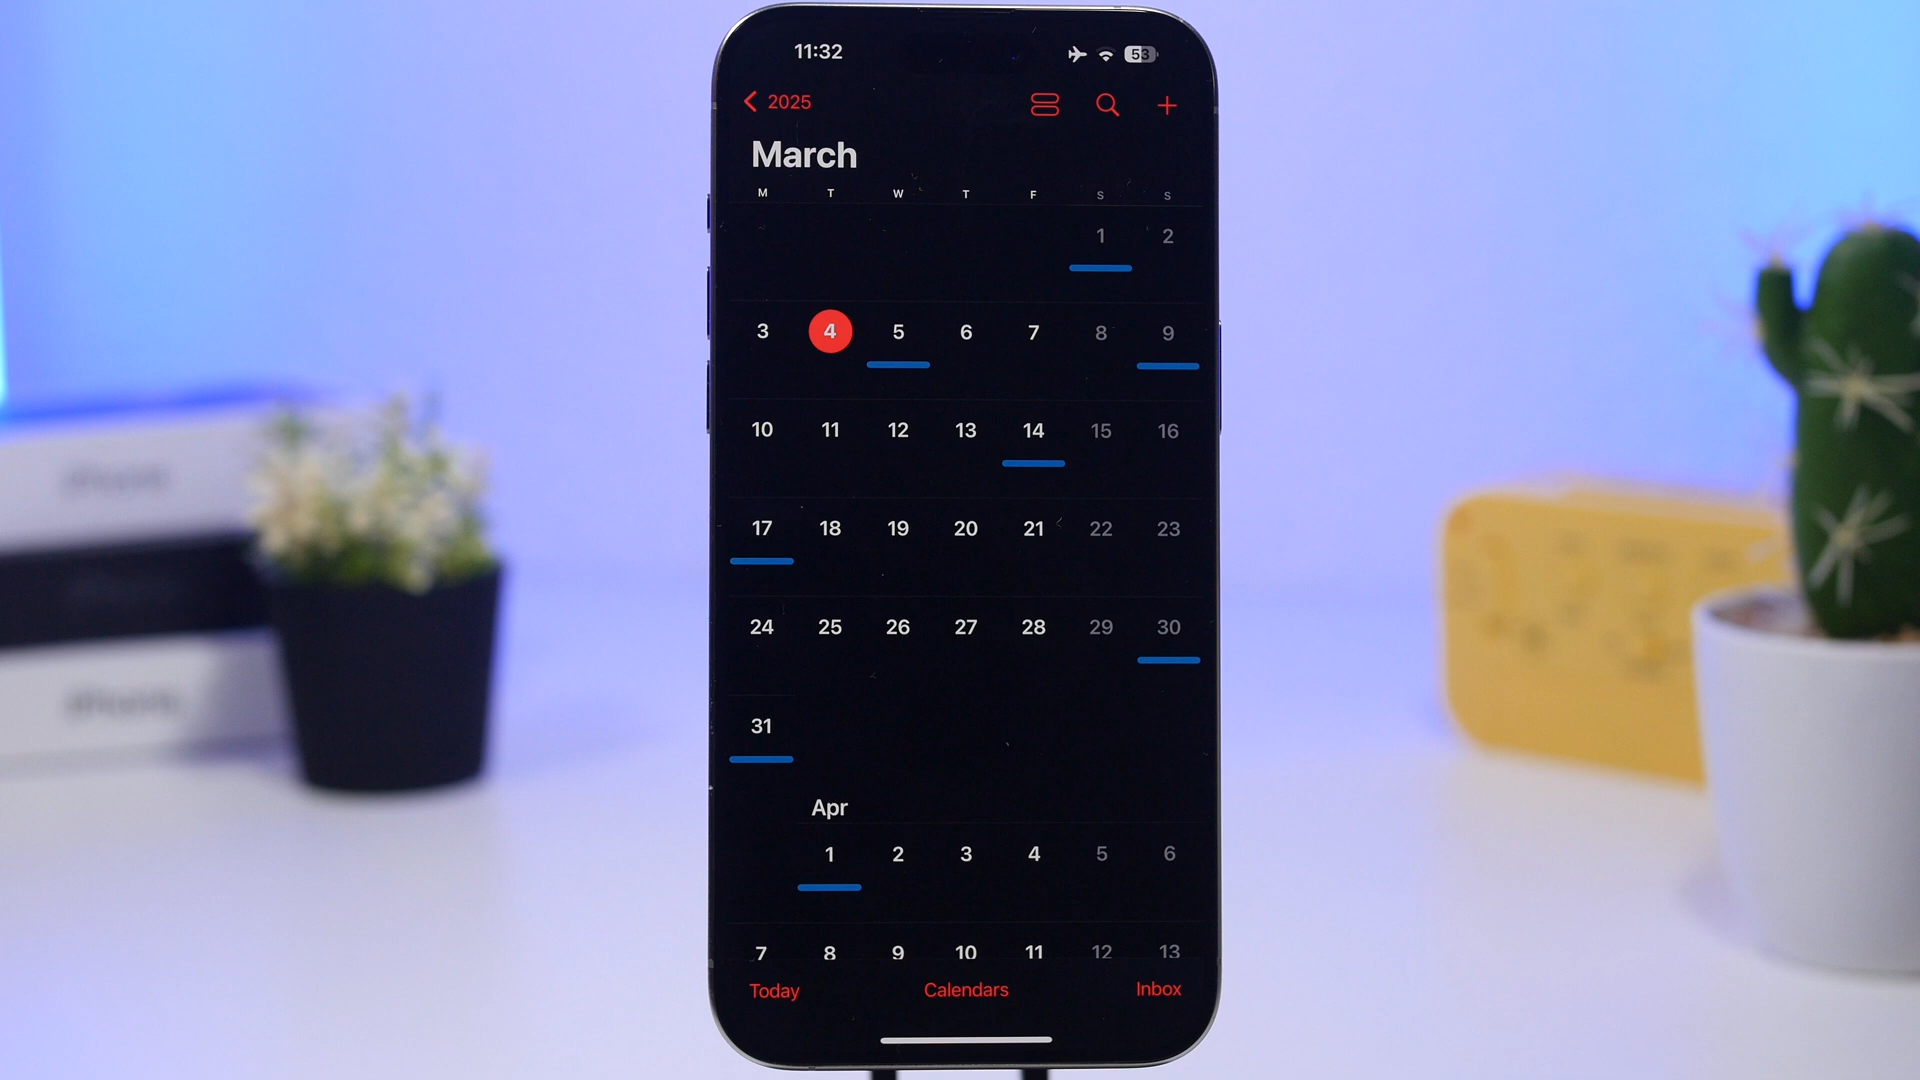 11:32 53
2025
March
M T W T F S S
1 2
3 4 5 6 7 8 9
10 11 12 13 14 15 16
17 18 19 20 21 22 23
24 25 26 27 28 29 30
31
Apr
1 2 3 4 5 6
7 8 9 10 11 12 13
Today Calendars Inbox